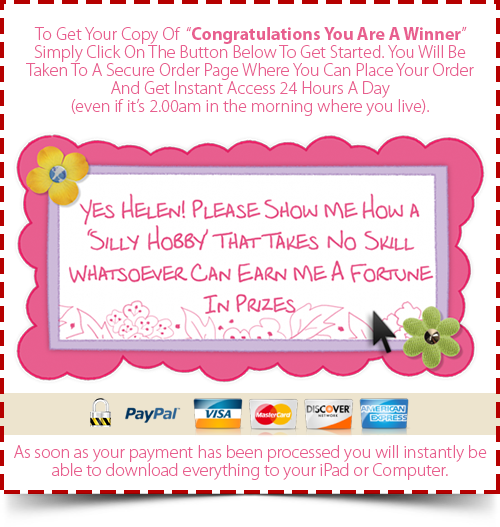 To Get Your Copy Of “Congratulations You Are A Winner”
Simply Click On The Button Below To Get Started. You Will Be
Taken To A Secure Order Page Where You Can Place Your Order
And Get Instant Access 24 Hours A Day
(even if it's 2.00am in the morning where you live).
Yes Helen! Please Show Me How a
'Silly Hobby' That Takes No Skill
Whatsoever Can Earn Me A Fortune
In Prizes
PayPal VISA MasterCard DISCOVER NETWORK AMERICAN EXPRESS
As soon as your payment has been processed you will instantly be
able to download everything to your iPad or Computer.